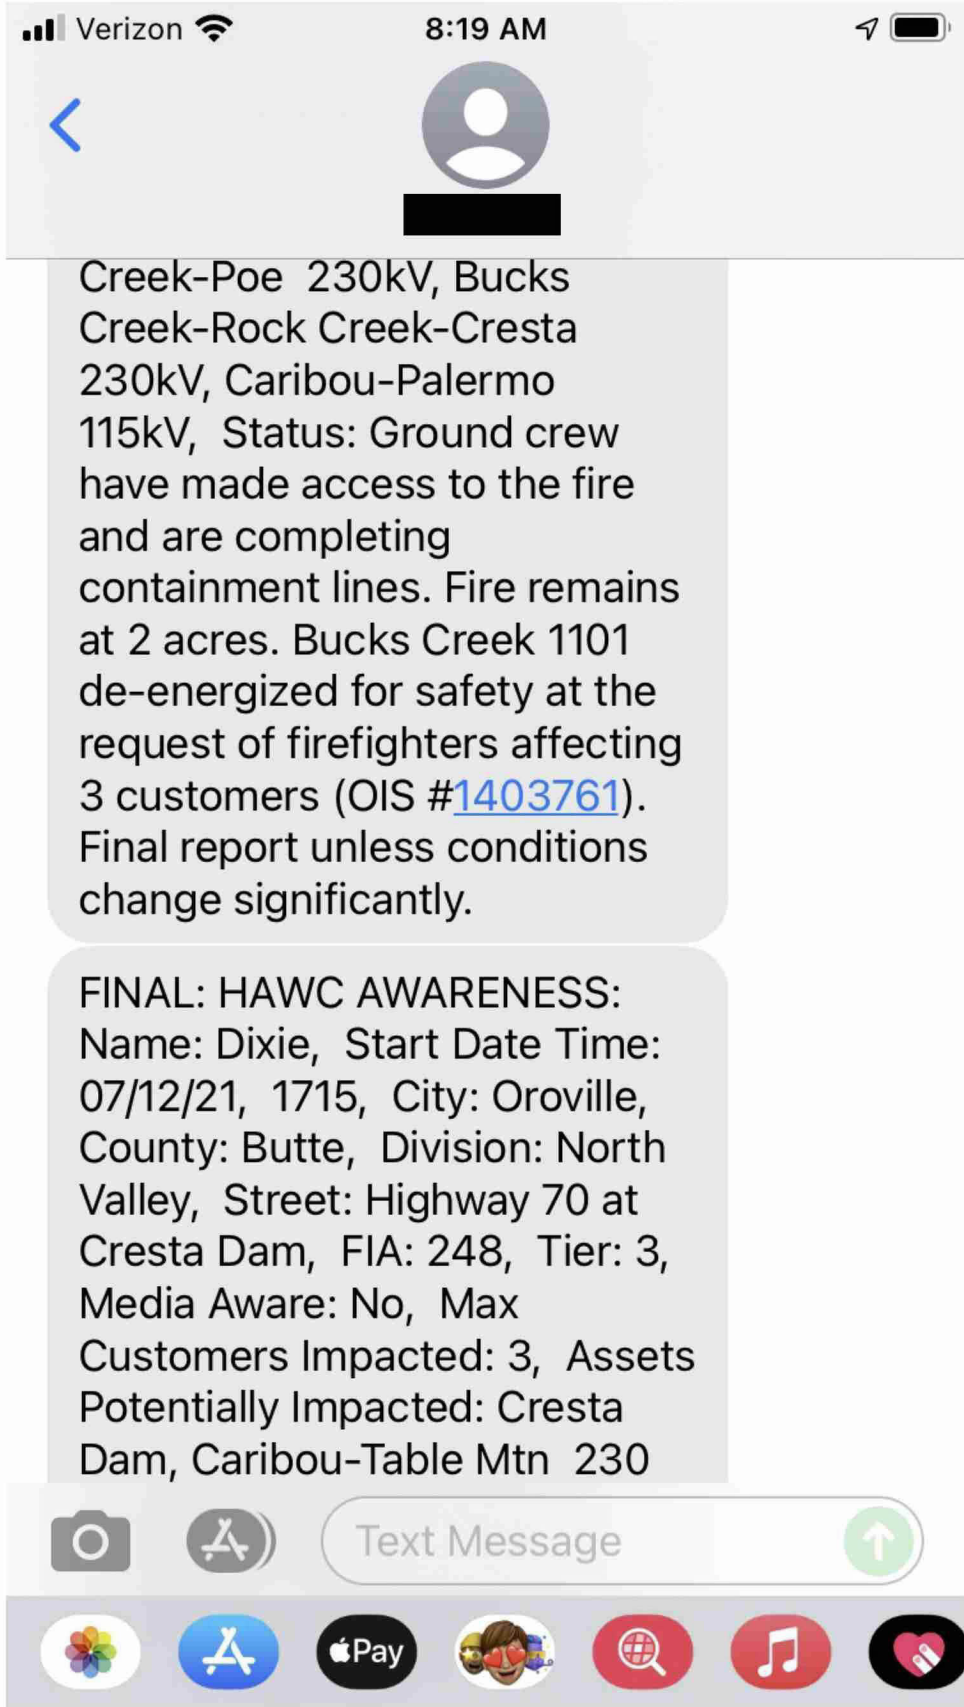 Verizon 8:19 AM
Creek-Poe  230kV, Bucks
Creek-Rock Creek-Cresta
230kV, Caribou-Palermo
115kV,  Status: Ground crew
have made access to the fire
and are completing
containment lines. Fire remains
at 2 acres. Bucks Creek 1101
de-energized for safety at the
request of firefighters affecting
3 customers (OIS #1403761).
Final report unless conditions
change significantly.
FINAL: HAWC AWARENESS:
Name: Dixie,  Start Date Time:
07/12/21,  1715,  City: Oroville,
County: Butte,  Division: North
Valley,  Street: Highway 70 at
Cresta Dam,  FIA: 248,  Tier: 3,
Media Aware: No,  Max
Customers Impacted: 3,  Assets
Potentially Impacted: Cresta
Dam, Caribou-Table Mtn  230
Text Message
Pay